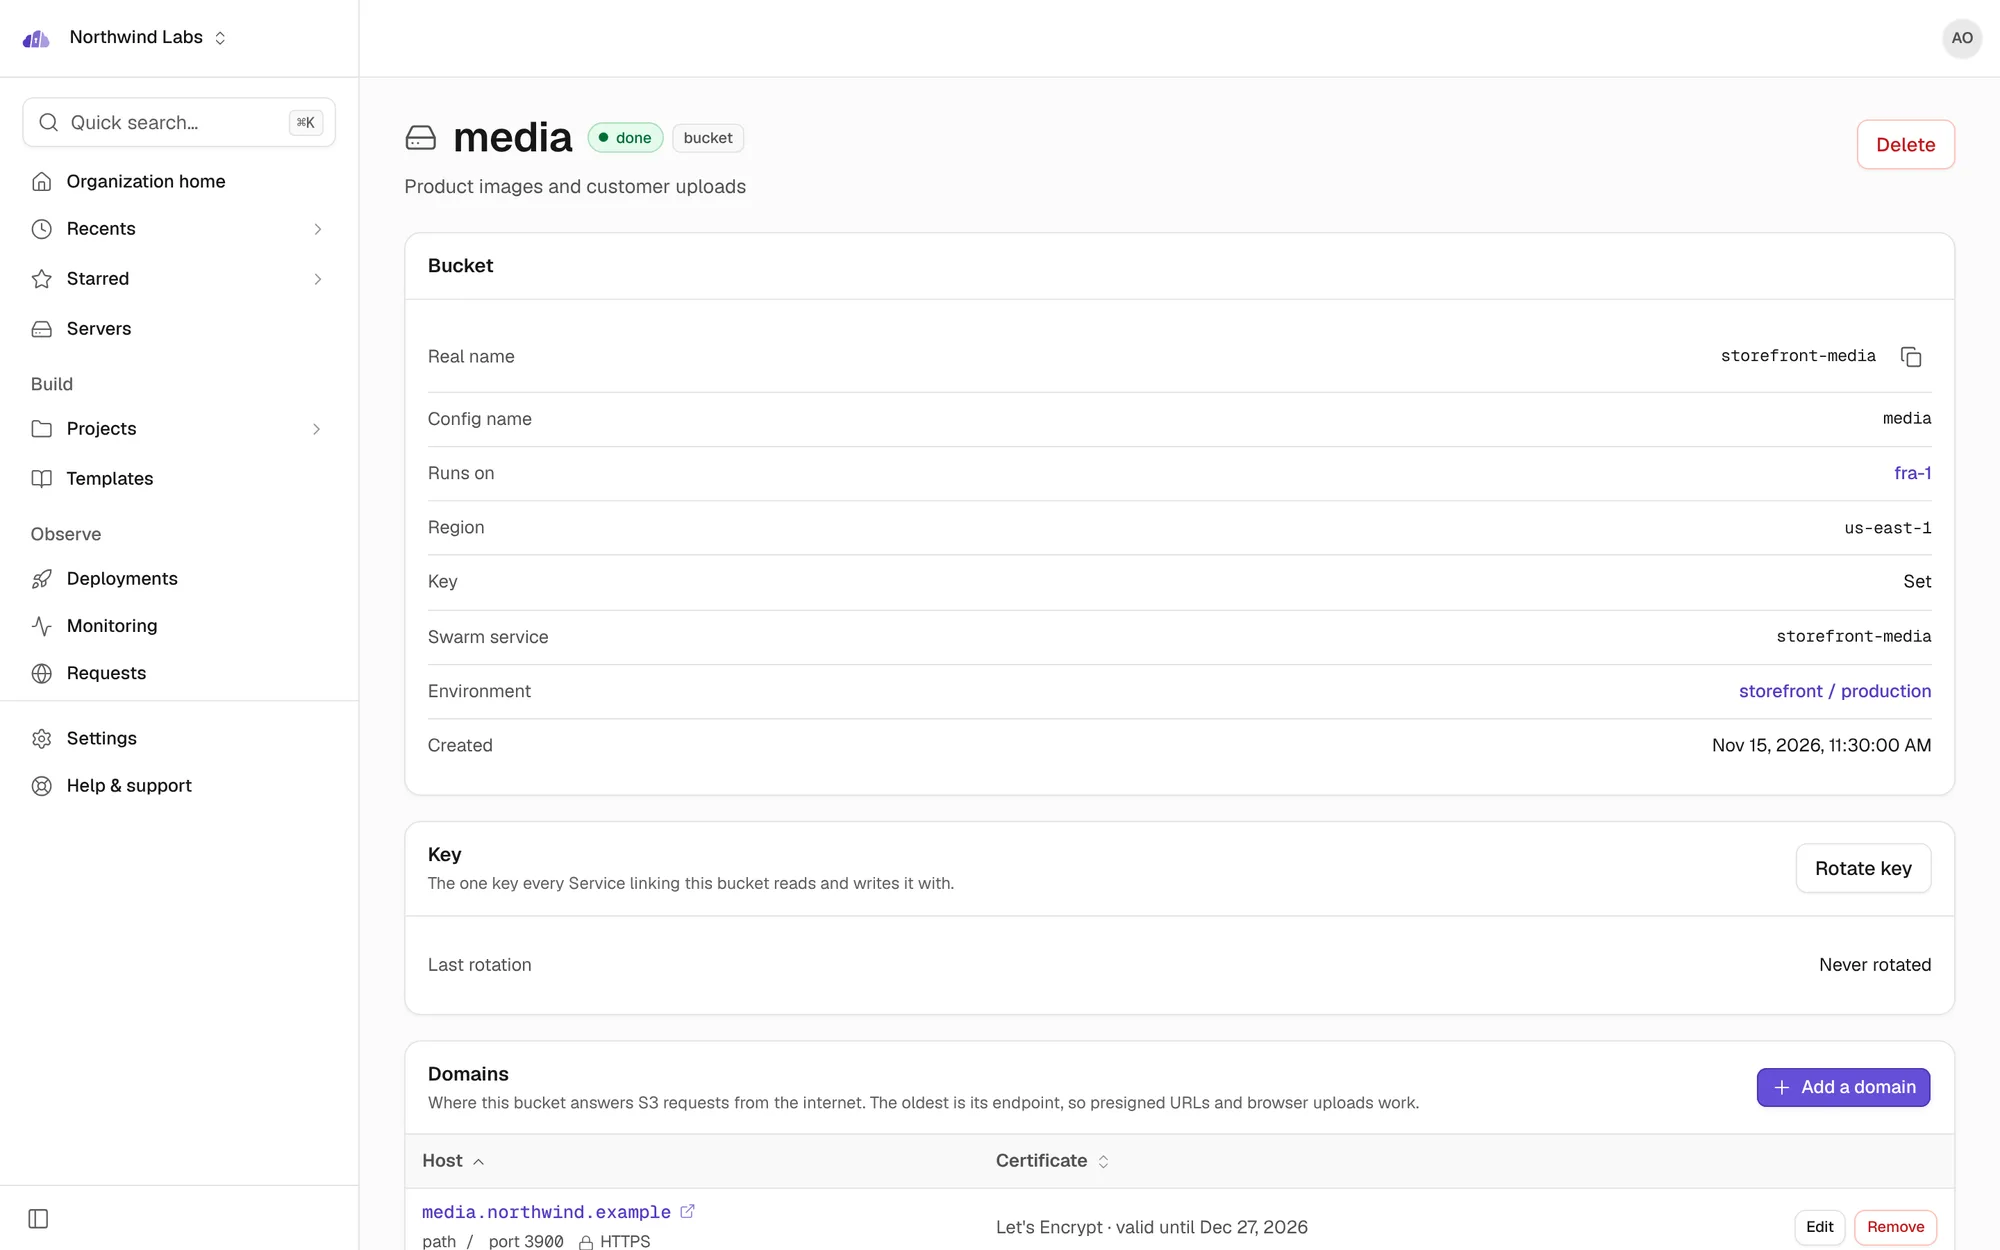 Northwind Labs
AO
Quick search...
⌘K
Organization home
Recents
Starred
Servers
Build
Projects
Templates
Observe
Deployments
Monitoring
Requests
Settings
Help & support
media
done
bucket
Delete
Product images and customer uploads
Bucket
Real name
storefront-media
Config name
media
Runs on
fra-1
Region
us-east-1
Key
Set
Swarm service
storefront-media
Environment
storefront / production
Created
Nov 15, 2026, 11:30:00 AM
Key
The one key every Service linking this bucket reads and writes it with.
Rotate key
Last rotation
Never rotated
Domains
Where this bucket answers S3 requests from the internet. The oldest is its endpoint, so presigned URLs and browser uploads work.
Add a domain
Host
Certificate
media.northwind.example
path / port 3900 HTTPS
Let's Encrypt · valid until Dec 27, 2026
Edit
Remove